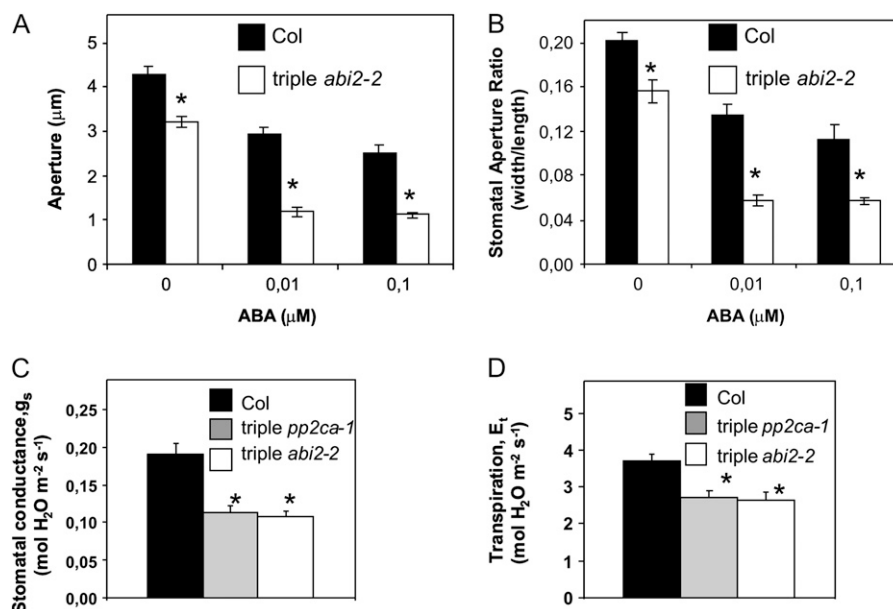 A
Aperture (μm)
5
4
3
2
1
0
Col
triple abi2-2
*
*
*
0
0,01
0,1
ABA (μM)
B
Stomatal Aperture Ratio
(width/length)
0,20
0,16
0,12
0,08
0,04
0,00
Col
triple abi2-2
*
*
*
0
0,01
0,1
ABA (μM)
C
Stomatal conductance,gs
(mol H2O m-2 s-1)
0,25
0,20
0,15
0,10
0,05
0,00
Col
triple pp2ca-1
triple abi2-2
*
*
D
Transpiration, Et
(mol H2O m-2 s-1)
5
4
3
2
1
0
Col
triple pp2ca-1
triple abi2-2
*
*